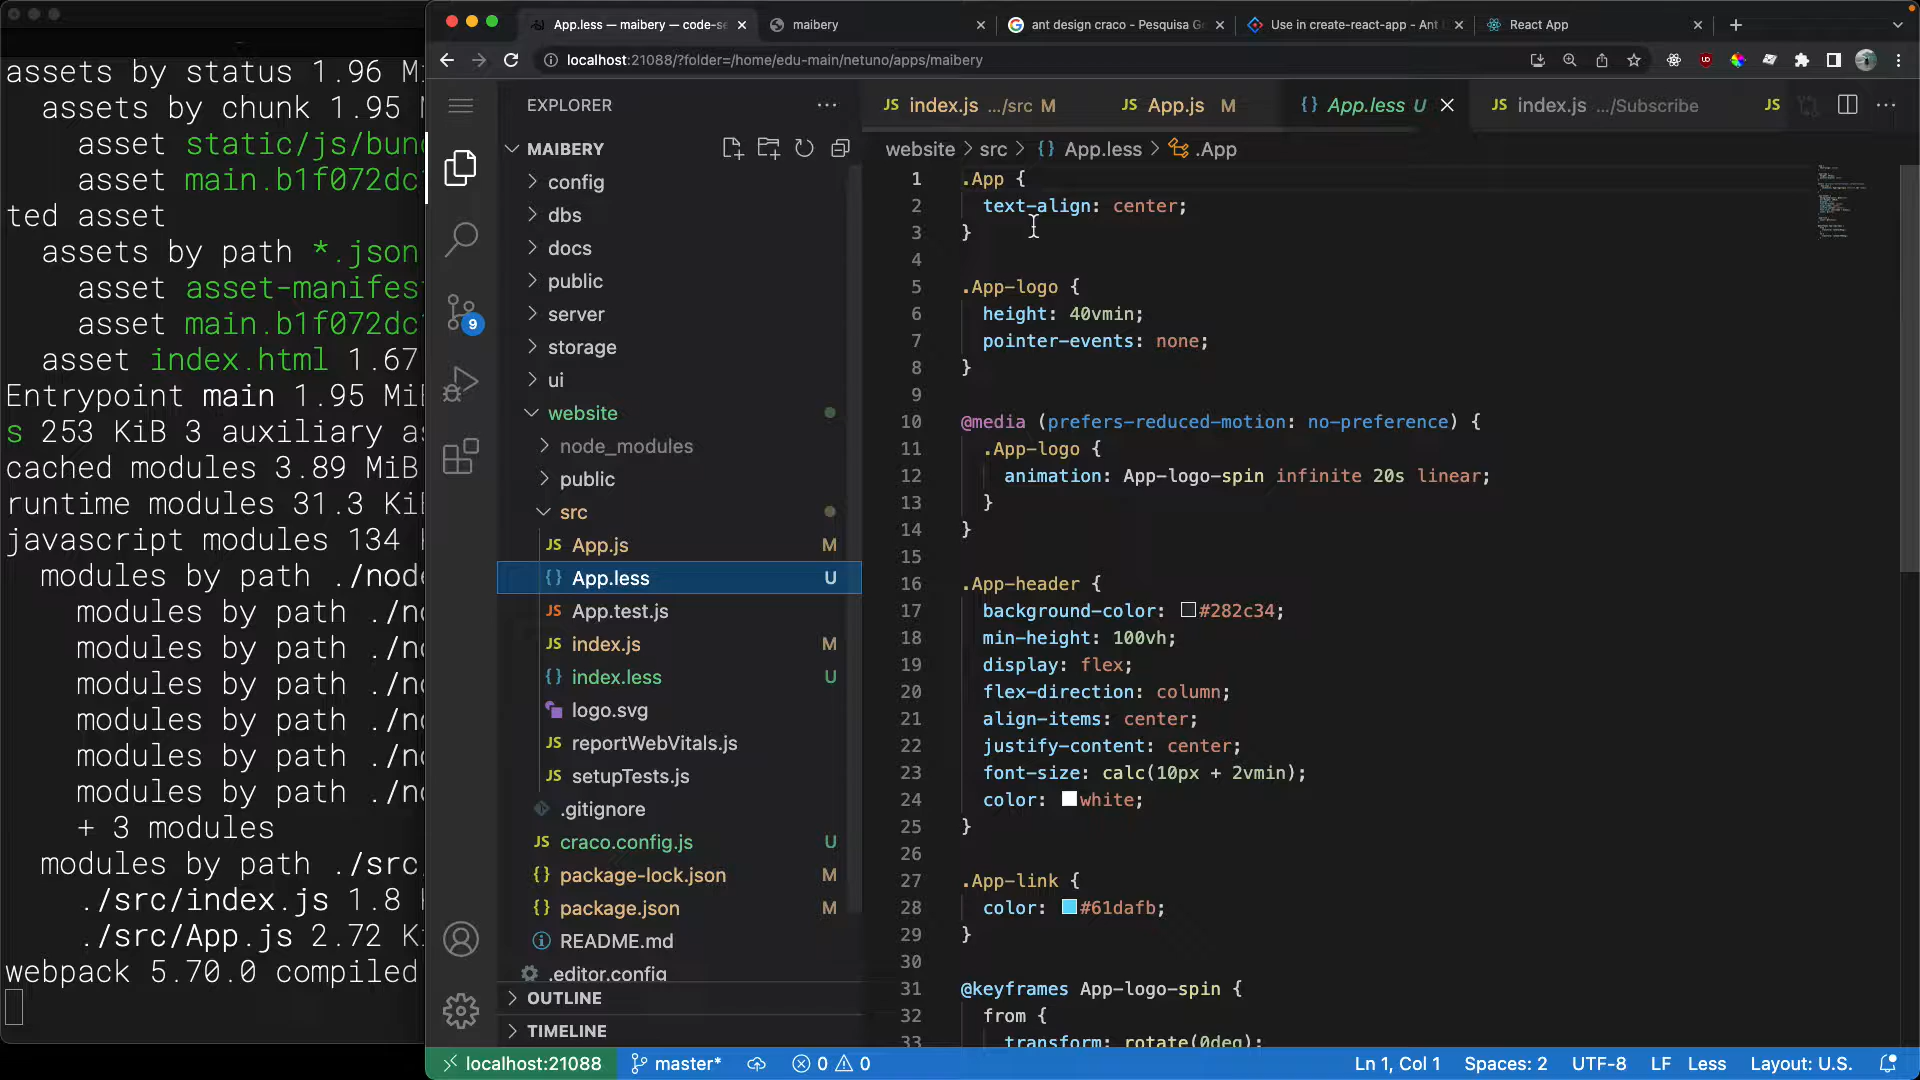 assets by status 1.96 Mi
assets by chunk 1.95
asset static/js/bun
asset main.b1f072dc
ted asset
assets by path *.json
asset asset-manifes
asset main.b1f072dc
asset index.html 1.67
Entrypoint main 1.95 Mi
s 253 KiB 3 auxiliary a
cached modules 3.89 MiB
runtime modules 31.3 Ki
javascript modules 134
modules by path ./nod
modules by path ./n
modules by path ./n
modules by path ./n
modules by path ./n
modules by path ./n
modules by path ./n
+ 3 modules
modules by path ./src
./src/index.js 1.8
./src/App.js 2.72 K
webpack 5.70.0 compiled
App.less — maibery — code-se
maibery
ant design craco - Pesquisa G
Use in create-react-app - Ant
React App
localhost:21088/?folder=/home/edu-main/netuno/apps/maibery
EXPLORER
MAIBERY
config
dbs
docs
public
server
storage
ui
website
node_modules
public
src
App.js M
App.less U
App.test.js
index.js M
index.less U
logo.svg
reportWebVitals.js
setupTests.js
.gitignore
craco.config.js U
package-lock.json M
package.json M
README.md
.editor.config
OUTLINE
TIMELINE
9
JS index.js .../src M
JS App.js M
{} App.less U
JS index.js .../Subscribe
JS
website > src > {} App.less > .App
1 .App {
2 text-align: center;
3 }
4
5 .App-logo {
6 height: 40vmin;
7 pointer-events: none;
8 }
9
10 @media (prefers-reduced-motion: no-preference) {
11 .App-logo {
12 animation: App-logo-spin infinite 20s linear;
13 }
14 }
15
16 .App-header {
17 background-color: #282c34;
18 min-height: 100vh;
19 display: flex;
20 flex-direction: column;
21 align-items: center;
22 justify-content: center;
23 font-size: calc(10px + 2vmin);
24 color: white;
25 }
26
27 .App-link {
28 color: #61dafb;
29 }
30
31 @keyframes App-logo-spin {
32 from {
33 transform: rotate(0deg);
localhost:21088 master* 0 0 Ln 1, Col 1 Spaces: 2 UTF-8 LF Less Layout: U.S.